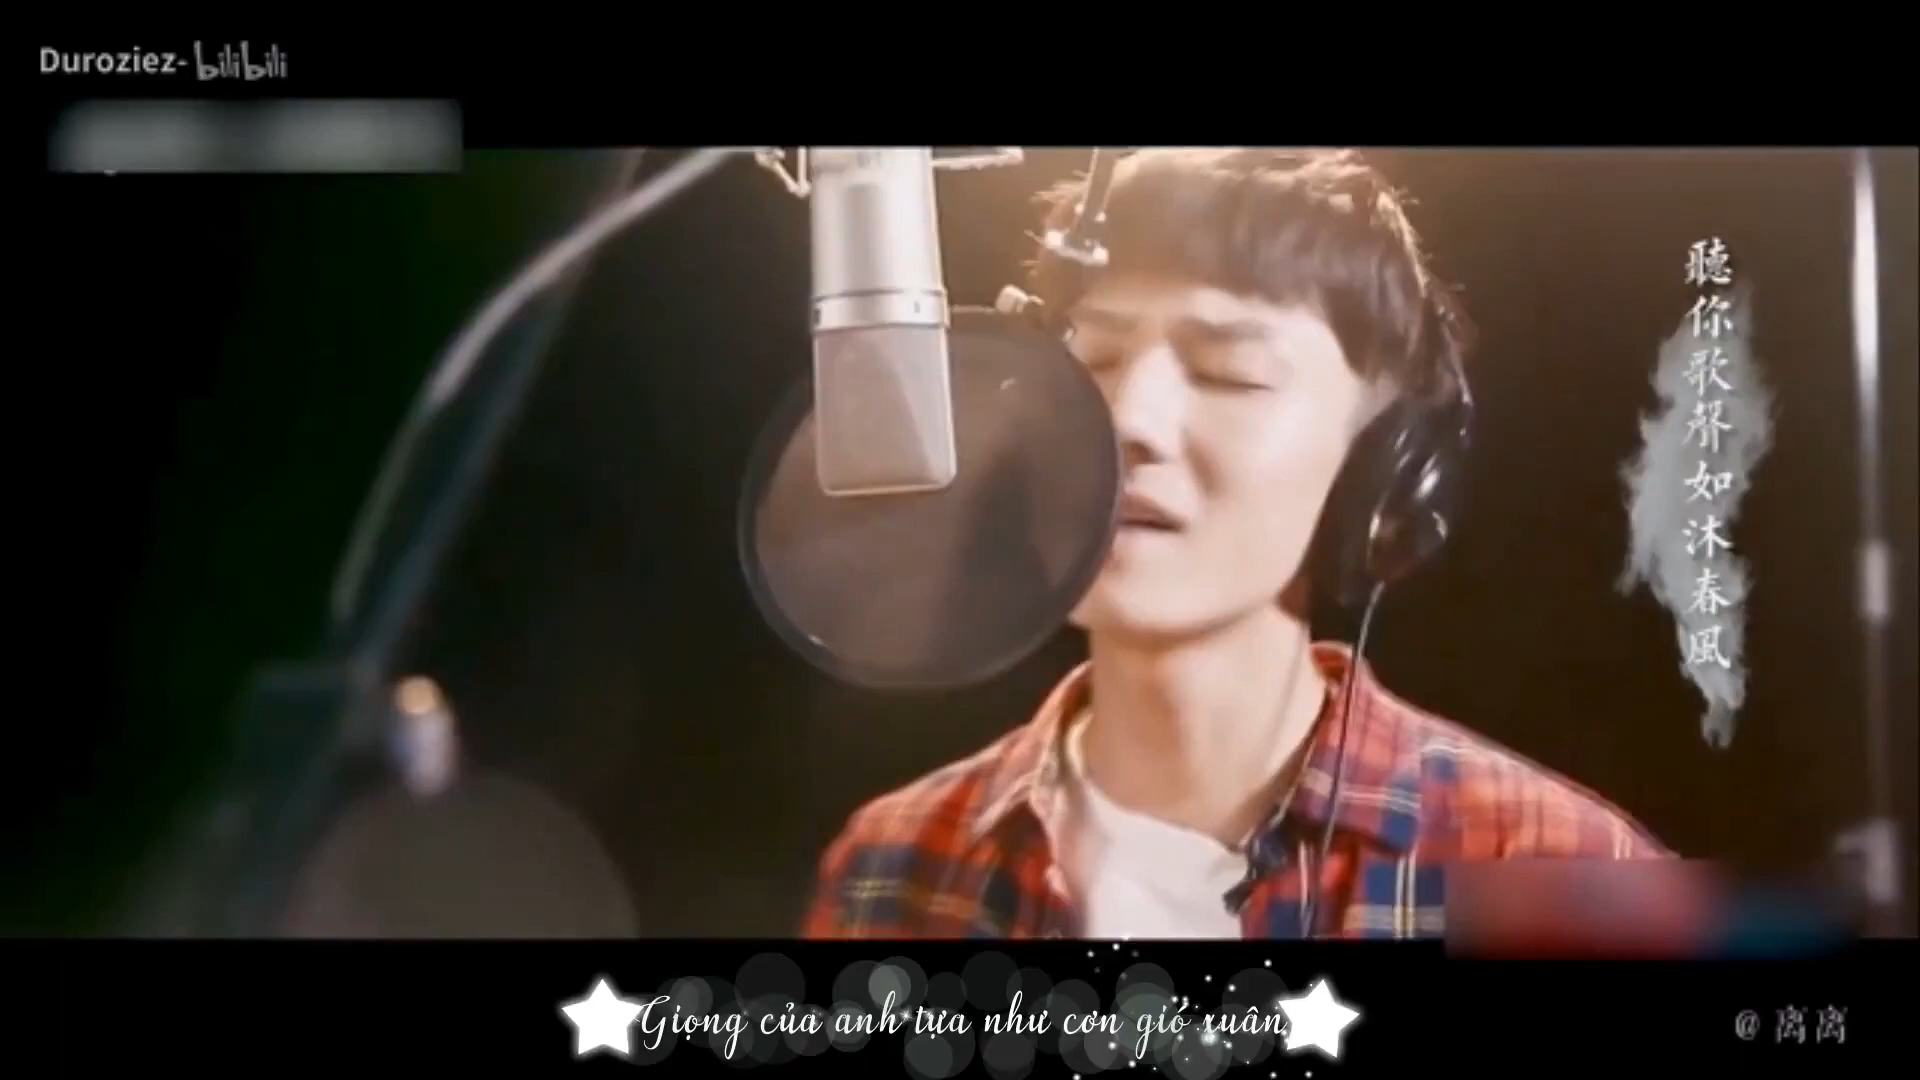 Duroziez- bilibili
聽你歌聲如沐春風
Giọng của anh tựa như cơn gió xuân
@ 离离